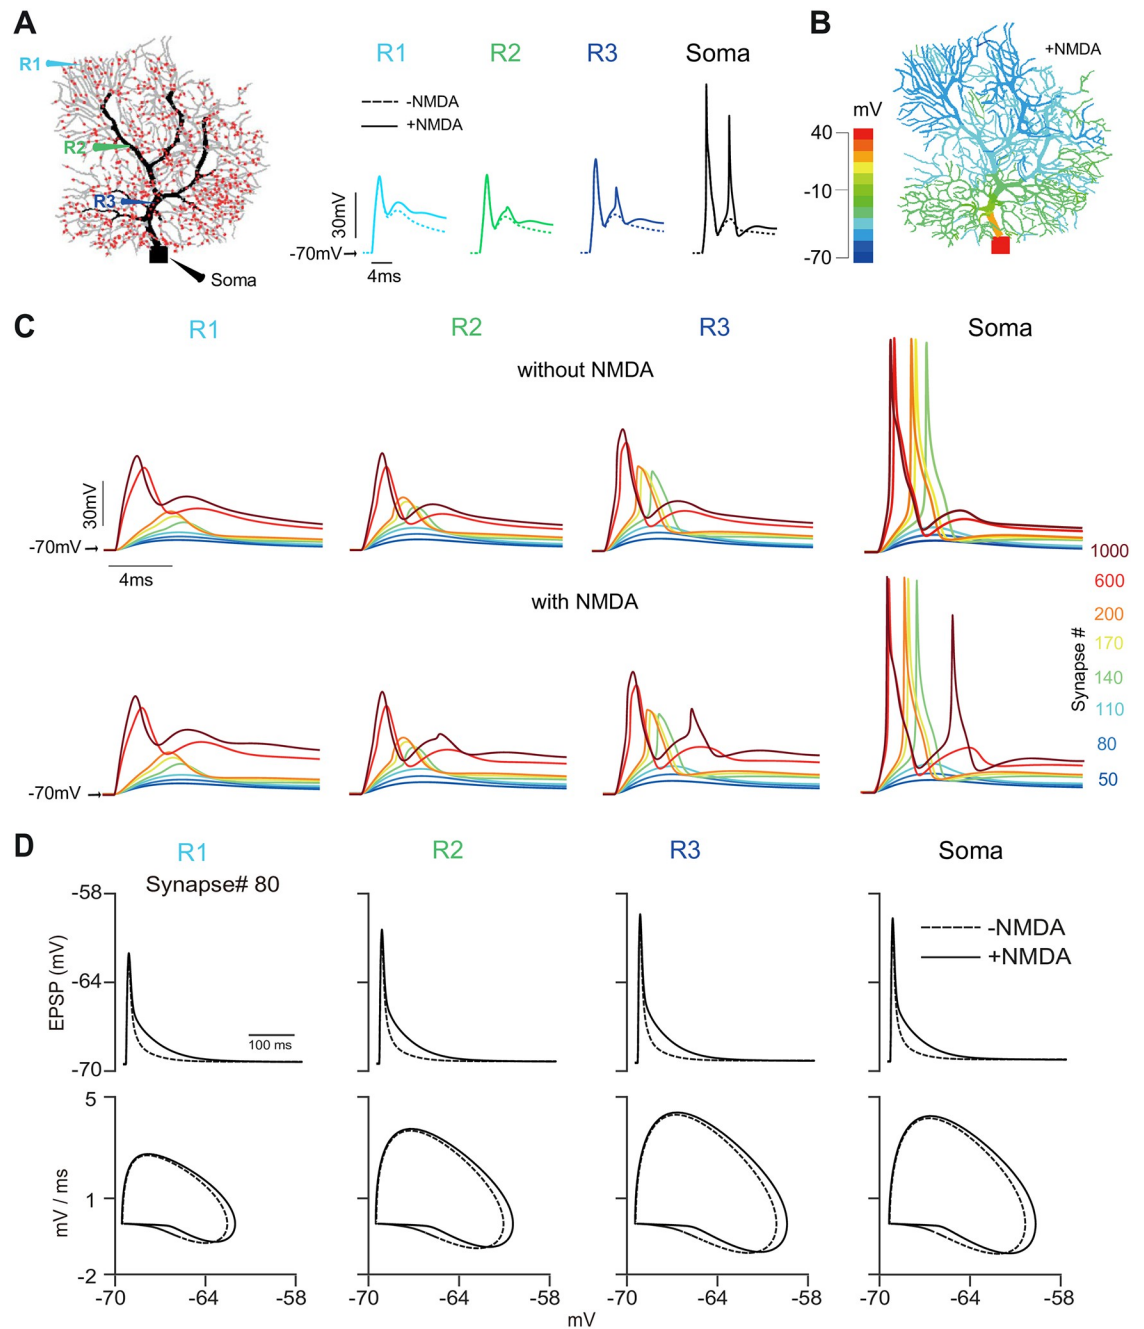 A
R1
R2
R3
Soma
R1
R2
R3
Soma
-NMDA
+NMDA
30mV
-70mV
4ms
B
+NMDA
mV
40
-10
-70
C
R1
R2
R3
Soma
without NMDA
30mV
-70mV
4ms
with NMDA
-70mV
Synapse #
1000
600
200
170
140
110
80
50
D
R1
R2
R3
Soma
Synapse# 80
-58
-64
-70
EPSP (mV)
100 ms
-NMDA
+NMDA
5
1
-2
mV / ms
-70 -64 -58
-70 -64 -58
-70 -64 -58
-70 -64 -58
mV